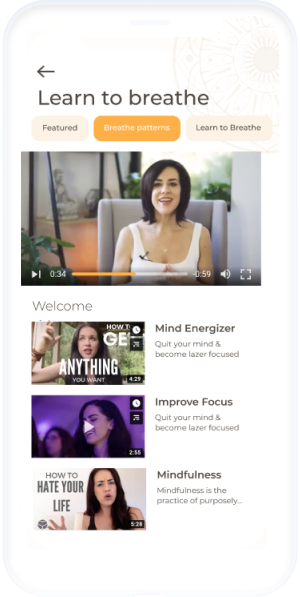 Learn to breathe
Featured
Breathe patterns
Learn to Breathe
0:34
-0:59
Welcome
HOW TO
GET
ANYTHING
YOU WANT
4:29
Mind Energizer
Quit your mind &
become lazer focused
2:55
Improve Focus
Quit your mind &
become lazer focused
HOW TO
HATE YOUR
LIFE
5:28
Mindfulness
Mindfulness is the
practice of purposely...